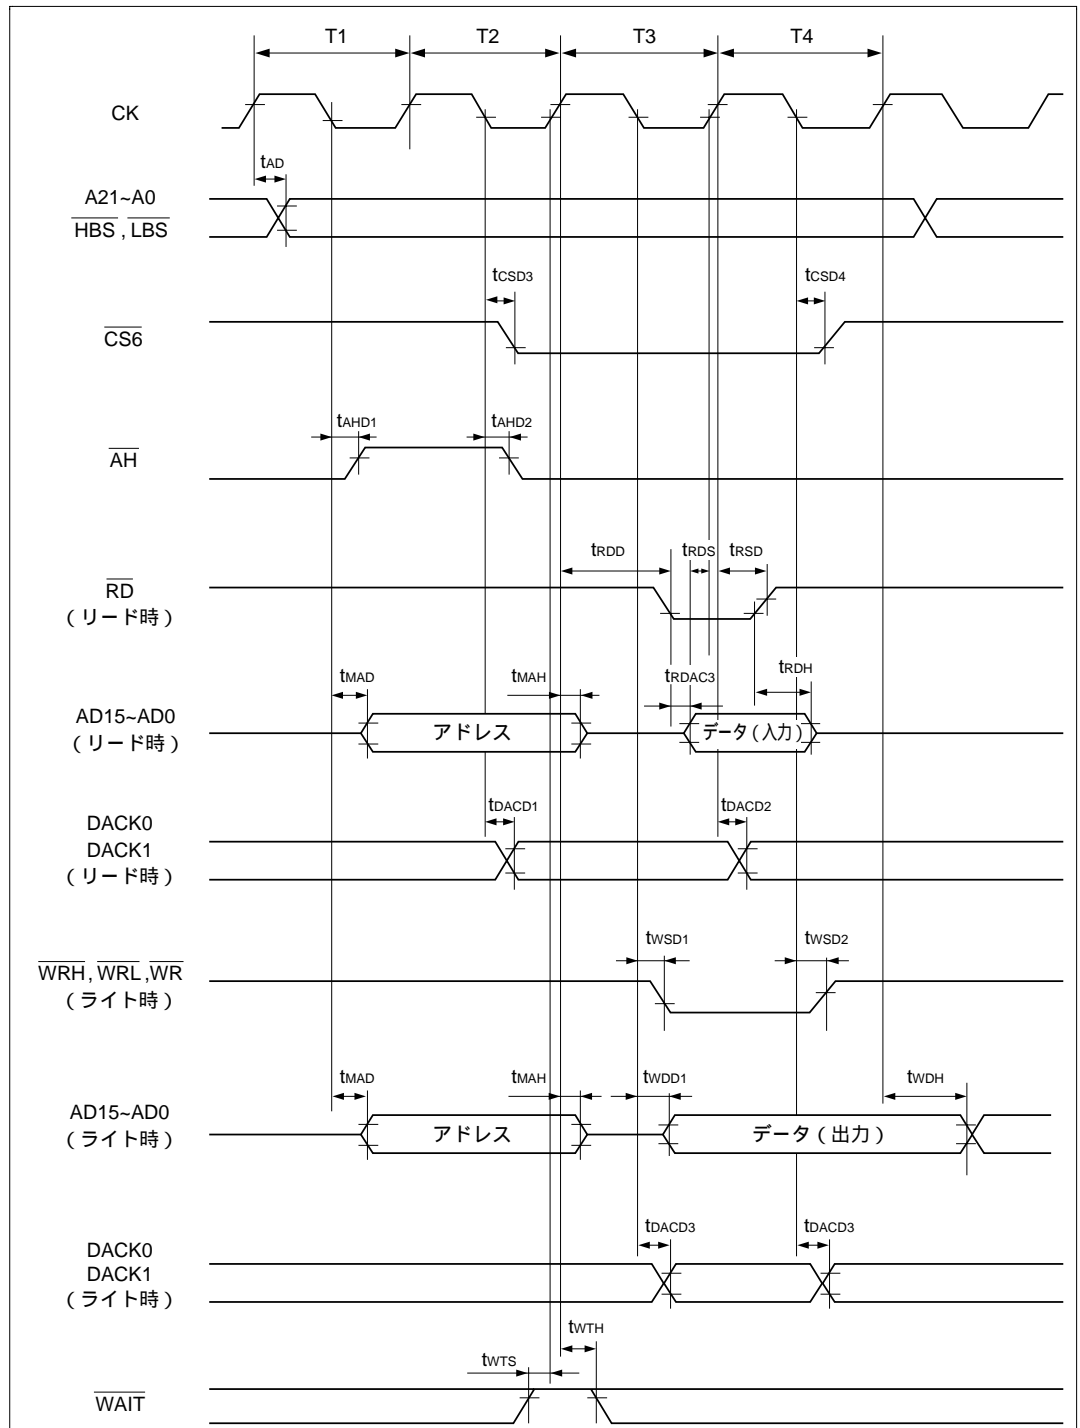 T1 T2 T3 T4
CK
tAD
A21~A0
HBS , LBS
tCSD3 tCSD4
CS6
tAHD1 tAHD2
AH
tRDD tRDS tRSD
RD
(リード時)
tMAD tMAH tRDAC3 tRDH
AD15~AD0
(リード時)
アドレス データ(入力)
tDACD1 tDACD2
DACK0
DACK1
(リード時)
tWSD1 tWSD2
WRH, WRL,WR
(ライト時)
tMAD tMAH tWDD1 tWDH
AD15~AD0
(ライト時)
アドレス データ(出力)
tDACD3 tDACD3
DACK0
DACK1
(ライト時)
tWTH
tWTS
WAIT